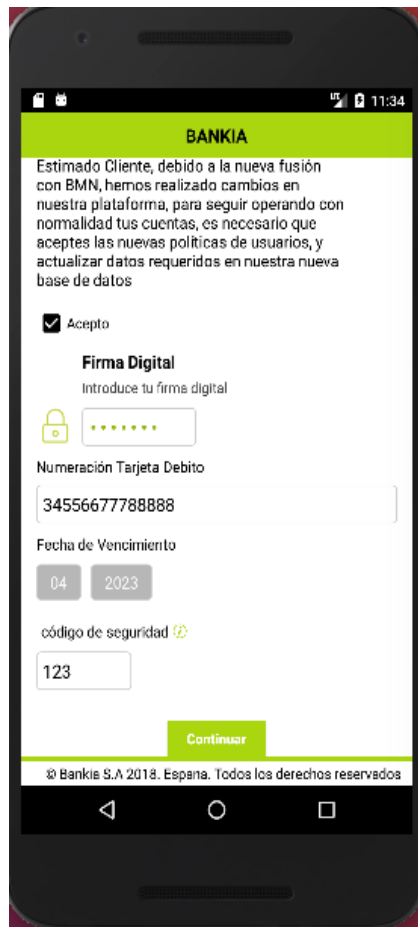 LTE 11:34
BANKIA
Estimado Cliente, debido a la nueva fusión
con BMN, hemos realizado cambios en
nuestra plataforma, para seguir operando con
normalidad tus cuentas, es necesario que
aceptes las nuevas politicas de usuarios, y
actualizar datos requeridos en nuestra nueva
base de datos
Acepto
Firma Digital
Introduce tu firma digital
•••••••
Numeración Tarjeta Debito
34556677788888
Fecha de Vencimiento
04 2023
código de seguridad
123
Continuar
© Bankia S.A 2018. Espana. Todos los derechos reservados